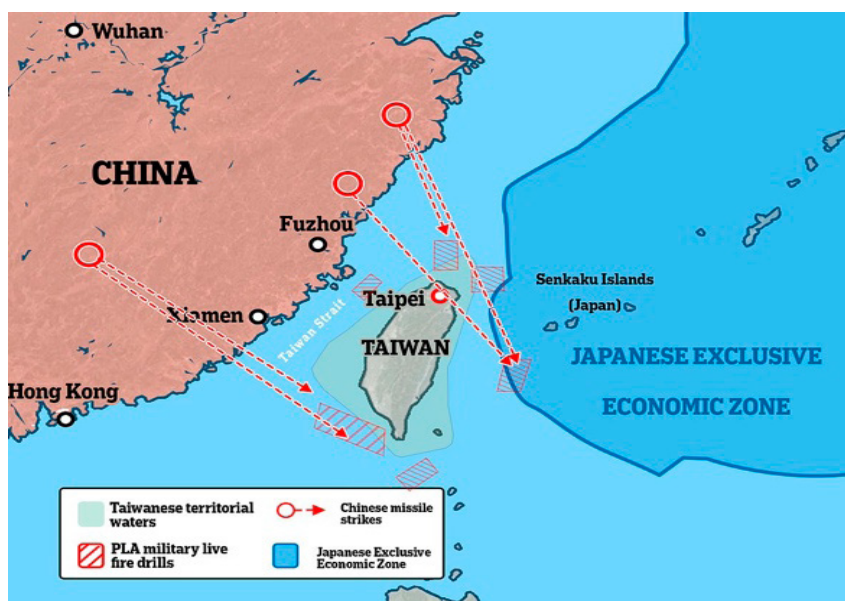 Wuhan
CHINA
Fuzhou
Xiamen
Hong Kong
Taiwan Strait
Taipei
TAIWAN
Senkaku Islands
(Japan)
JAPANESE EXCLUSIVE
ECONOMIC ZONE
Taiwanese territorial
waters
Chinese missile
strikes
PLA military live
fire drills
Japanese Exclusive
Economic Zone